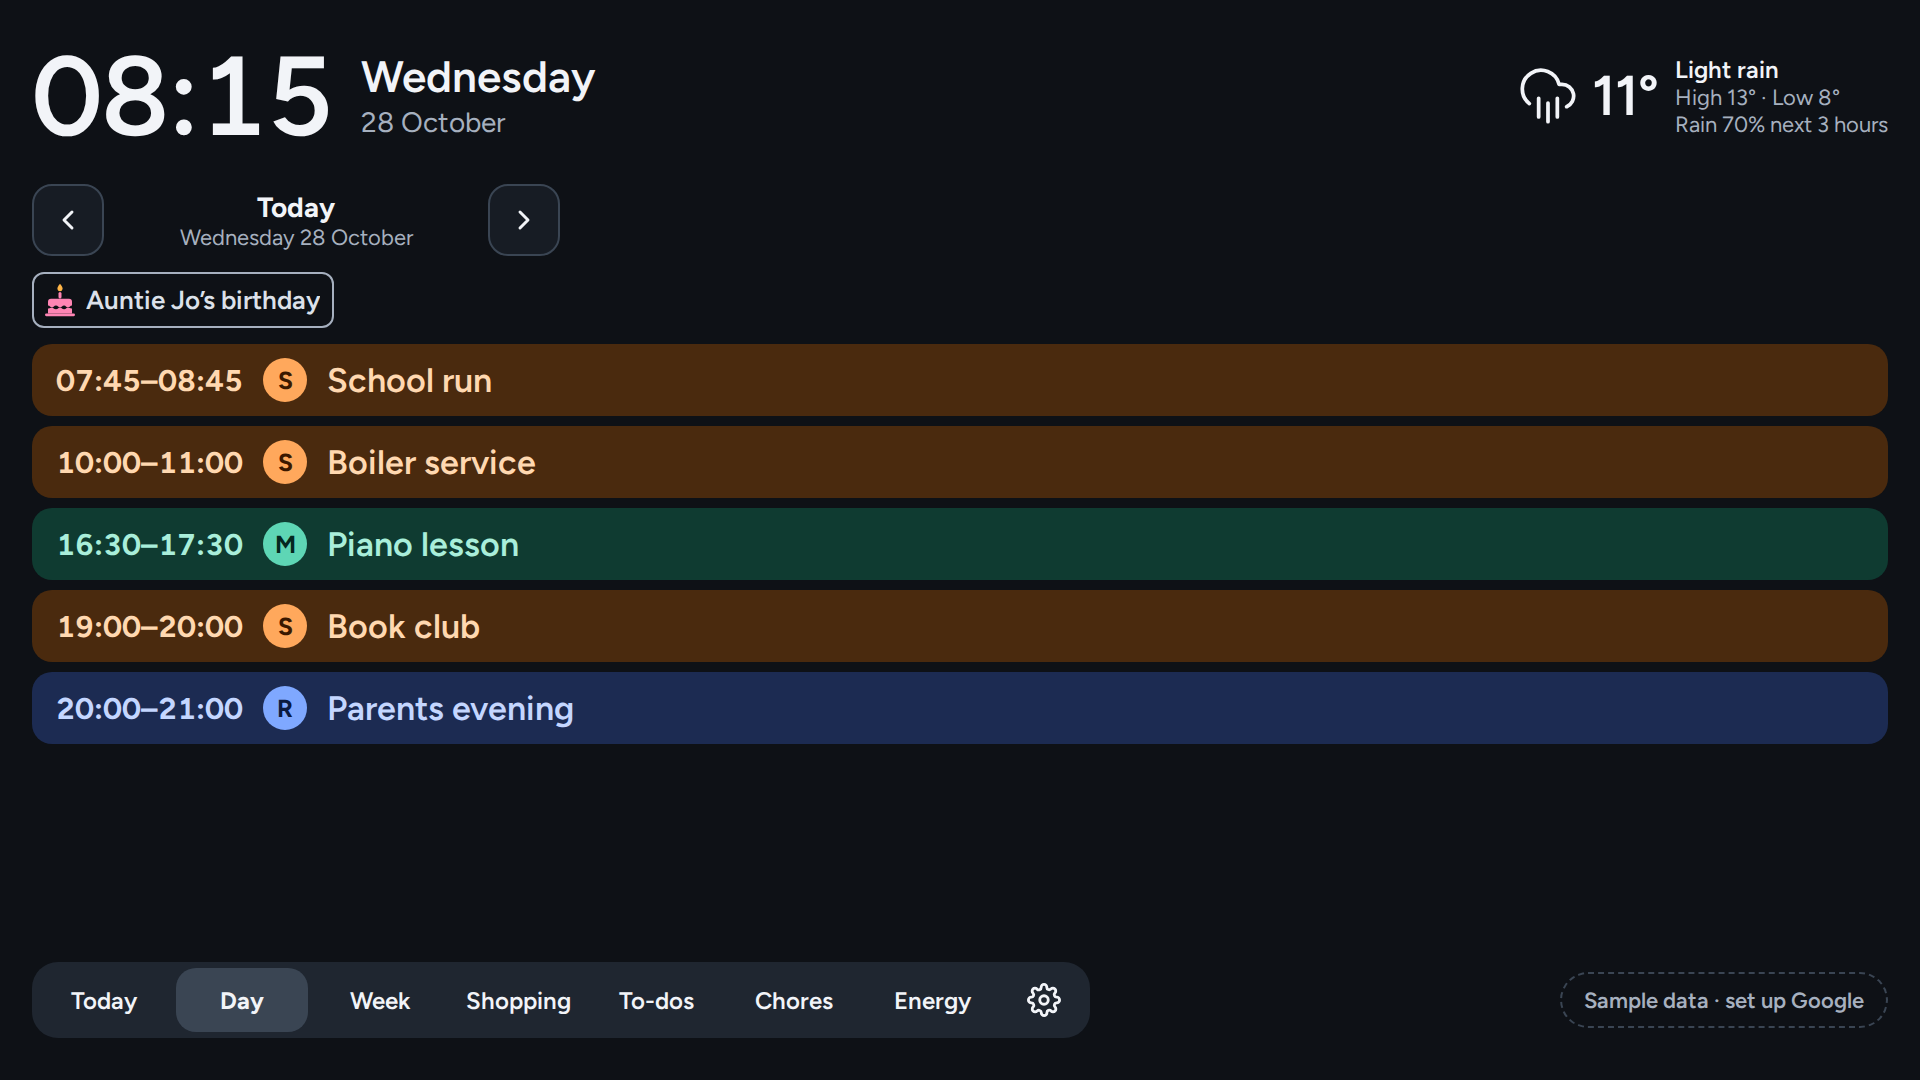 08:15
Wednesday
28 October
11°
Light rain
High 13° · Low 8°
Rain 70% next 3 hours
Today
Wednesday 28 October
Auntie Jo’s birthday
07:45–08:45 S School run
10:00–11:00 S Boiler service
16:30–17:30 M Piano lesson
19:00–20:00 S Book club
20:00–21:00 R Parents evening
Today Day Week Shopping To-dos Chores Energy
Sample data · set up Google